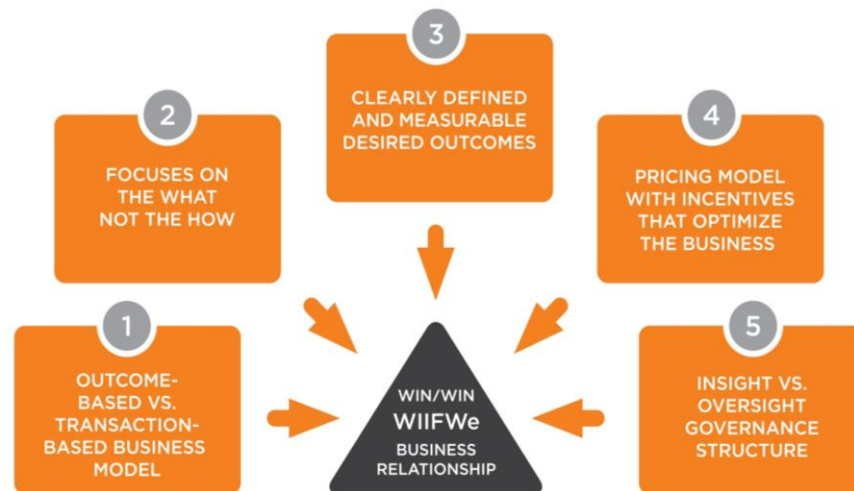 1
OUTCOME-
BASED VS.
TRANSACTION-
BASED BUSINESS
MODEL
2
FOCUSES ON
THE WHAT
NOT THE HOW
3
CLEARLY DEFINED
AND MEASURABLE
DESIRED OUTCOMES
4
PRICING MODEL
WITH INCENTIVES
THAT OPTIMIZE
THE BUSINESS
5
INSIGHT VS.
OVERSIGHT
GOVERNANCE
STRUCTURE
WIN/WIN
WIIFWe
BUSINESS
RELATIONSHIP